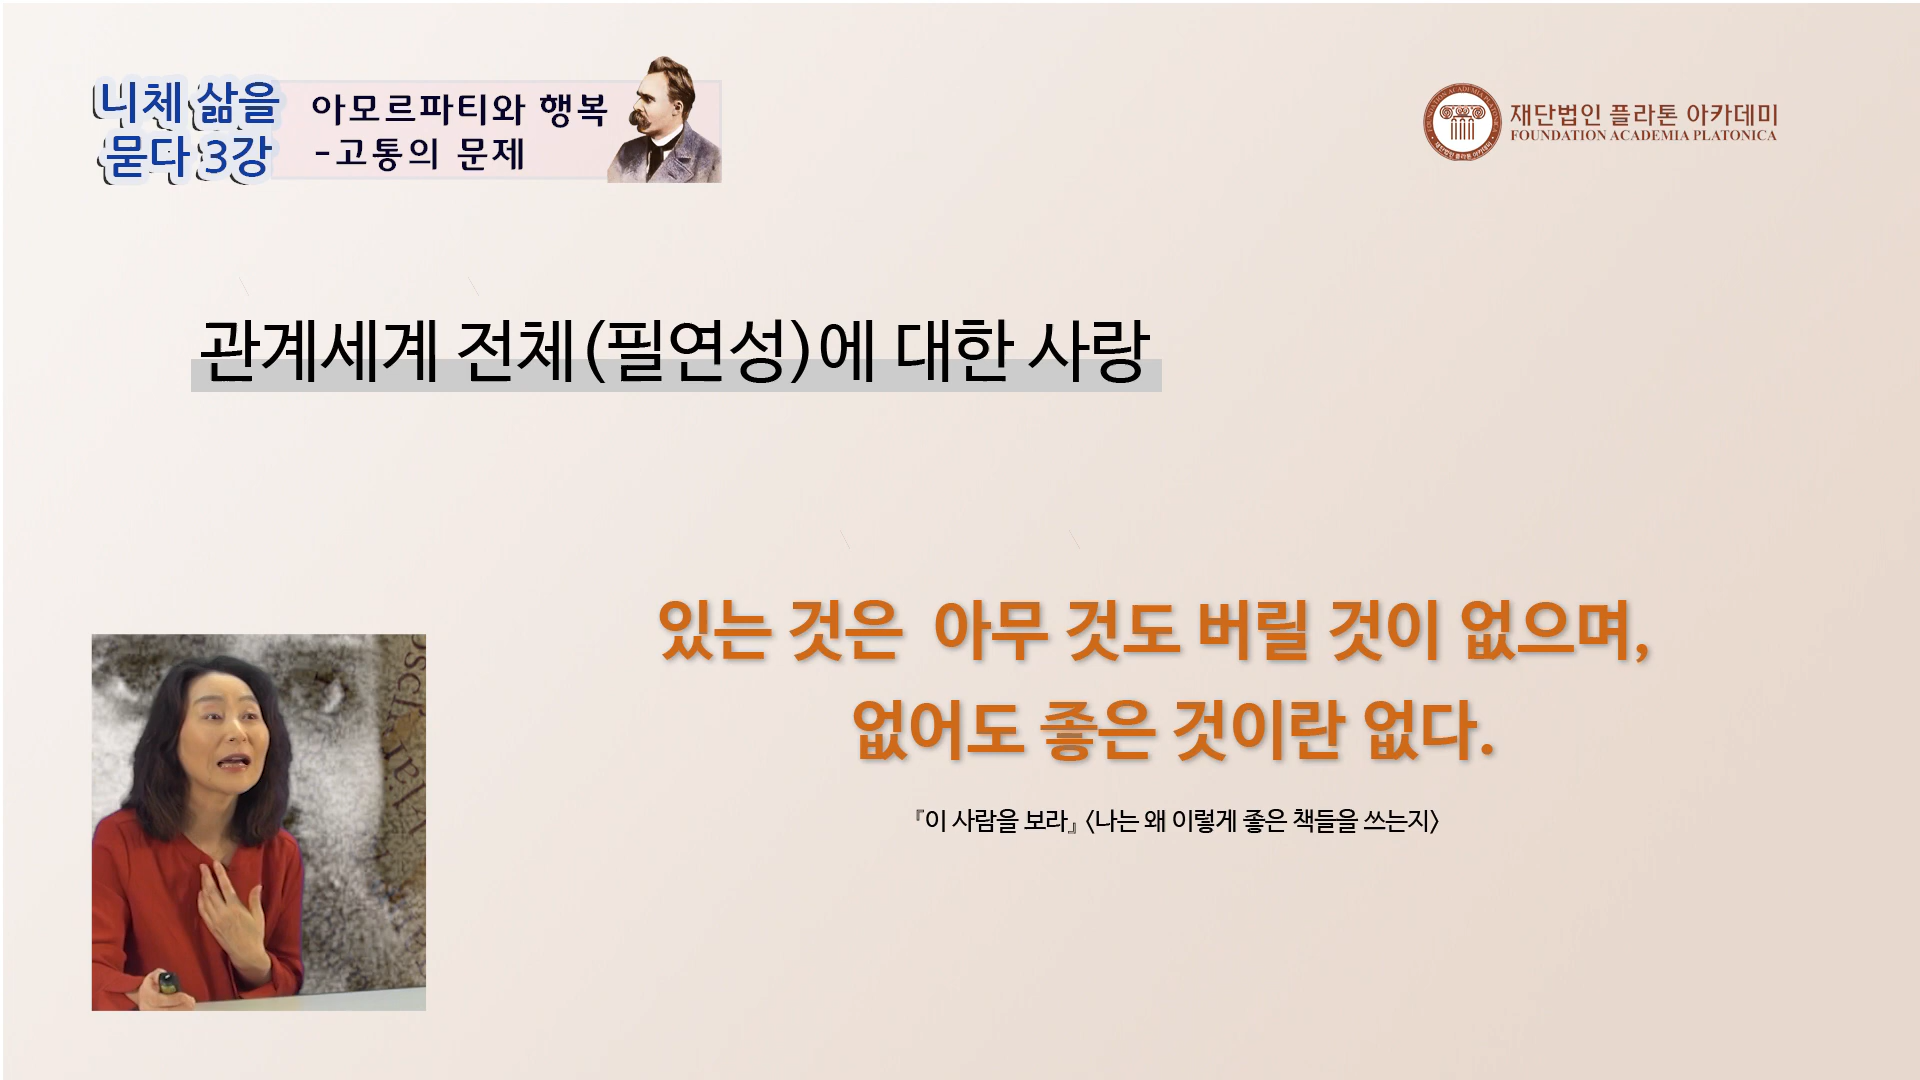 니체 삶을
묻다 3강
아모르파티와 행복
-고통의 문제
재단법인 플라톤 아카데미
FOUNDATION ACADEMIA PLATONICA
관계세계 전체(필연성)에 대한 사랑
있는 것은 아무 것도 버릴 것이 없으며,
없어도 좋은 것이란 없다.
『이 사람을 보라』 〈나는 왜 이렇게 좋은 책들을 쓰는지〉